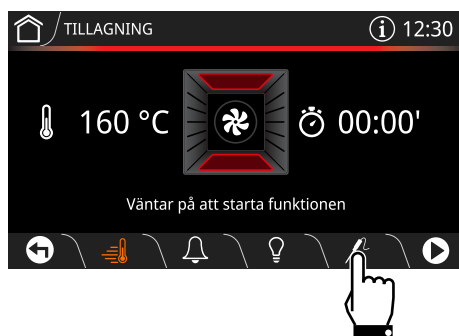 TILLAGNING
i 12:30
160 °C
00:00'
Väntar på att starta funktionen